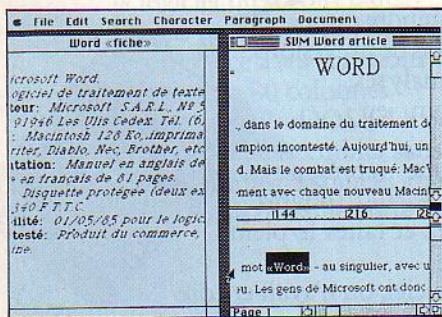 File Edit Search Character Paragraph Document
Word «fiche»
icrosoft Word.
ogiciel de traitement de texte
teur: Microsoft S.A.R.L., Nº 5
91946 Les Ulis Cedex. Tél. (6)
: Macintosh 128 Ko, imprima
riter, Diablo, Nec, Brother, etc
tation: Manuel en anglais de
e en français de 81 pages.
Disquette protégée (deux ex
340 F T.T.C.
ilité: 01/05/85 pour le logic
testé: Produit du commerce,
ine.
SVM Word article
WORD
, dans le domaine du traitement de
mpion incontesté. Aujourd'hui, un
d. Mais le combat est truqué: MacW
ment avec chaque nouveau Macint
144 216 28
mot «Word» - au singulier, avec u
u. Les gens de Microsoft ont donc
Page 1